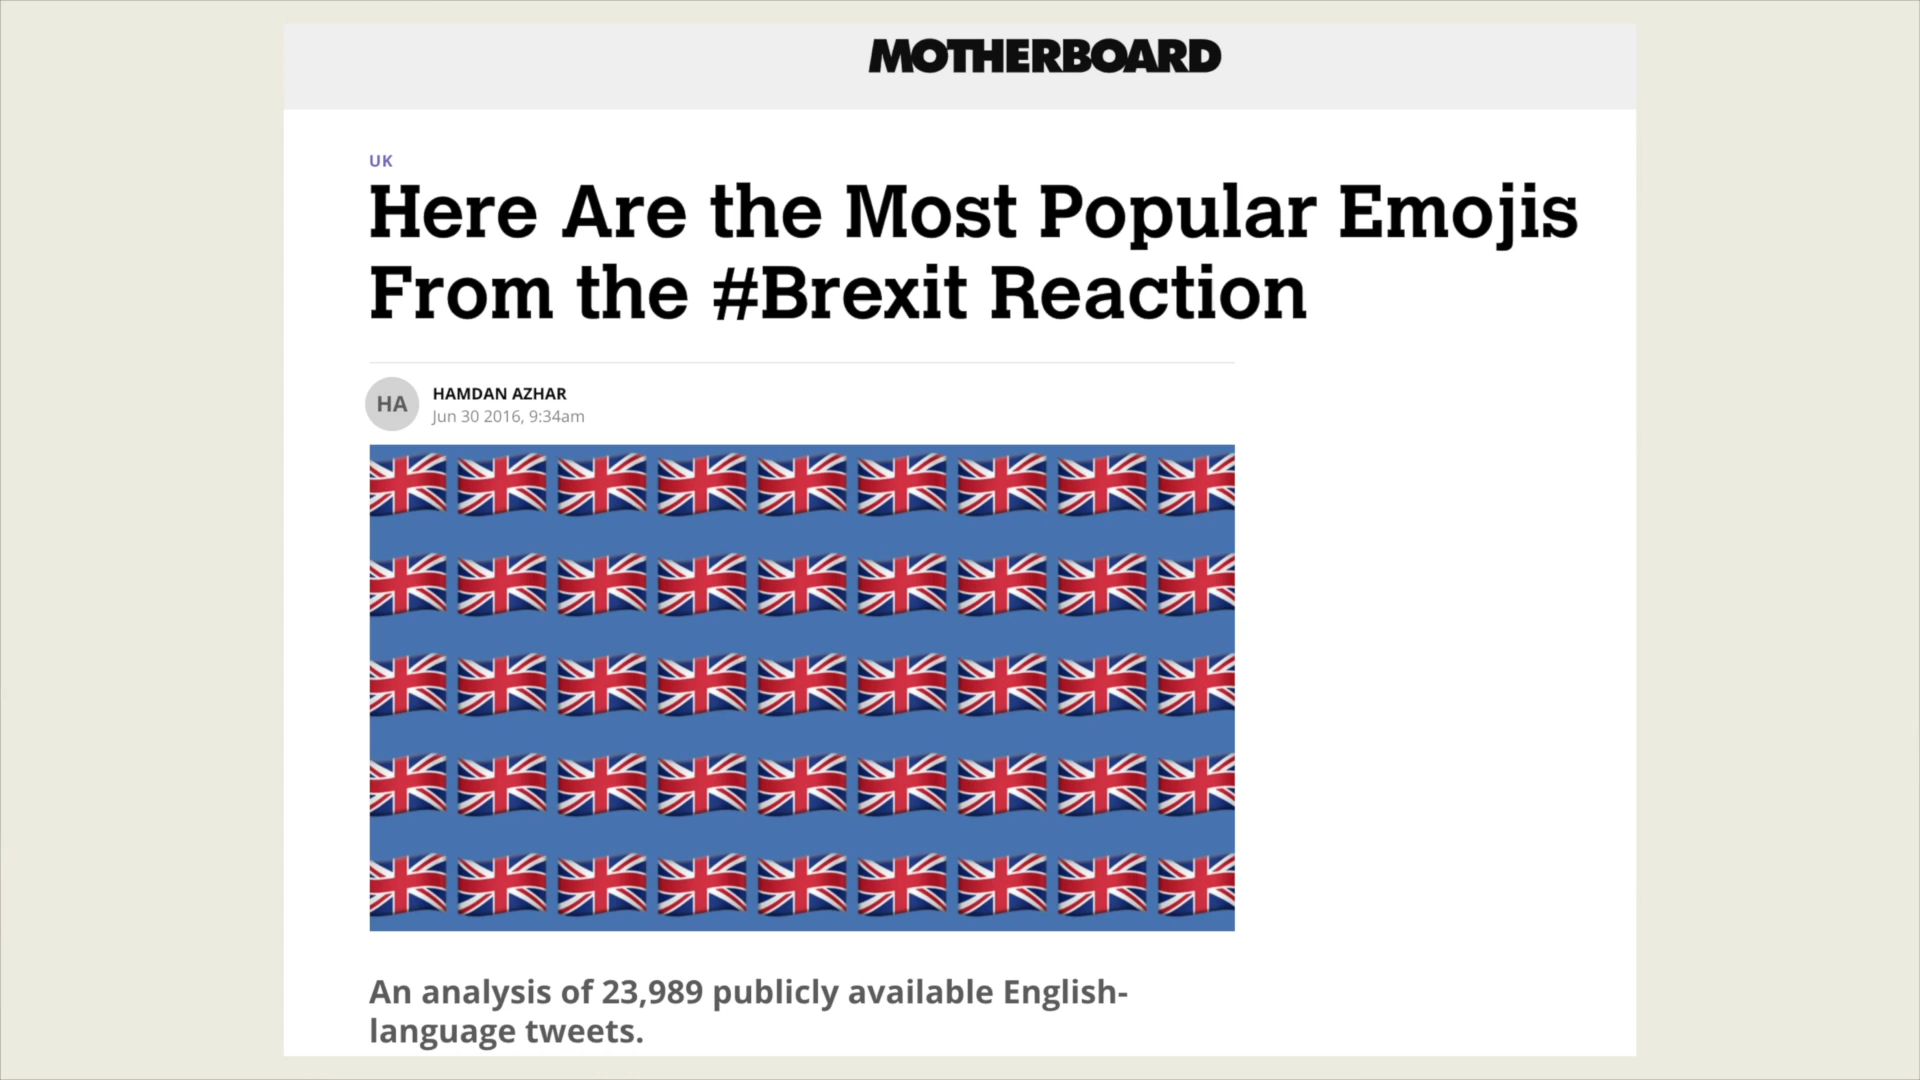 MOTHERBOARD
UK
Here Are the Most Popular Emojis
From the #Brexit Reaction
HA
HAMDAN AZHAR
Jun 30 2016, 9:34am
An analysis of 23,989 publicly available English-
language tweets.